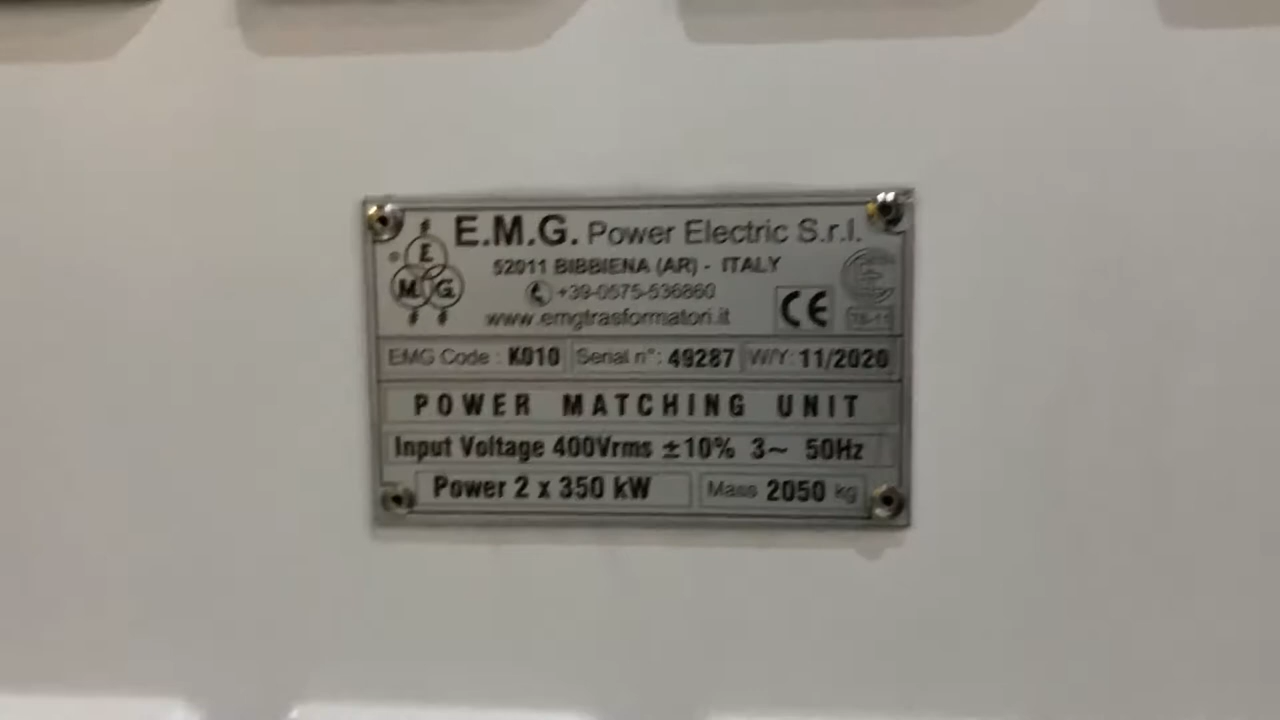 E.M.G. Power Electric S.r.l.
E
M G
52011 BIBBIENA (AR) - ITALY
+39-0575-536860
www.emgtrasformatori.it
CE
EMG Code : K010 Serial n°: 49287 W/Y: 11/2020
POWER MATCHING UNIT
Input Voltage 400Vrms ±10% 3~ 50Hz
Power 2 x 350 kW Mass 2050 kg